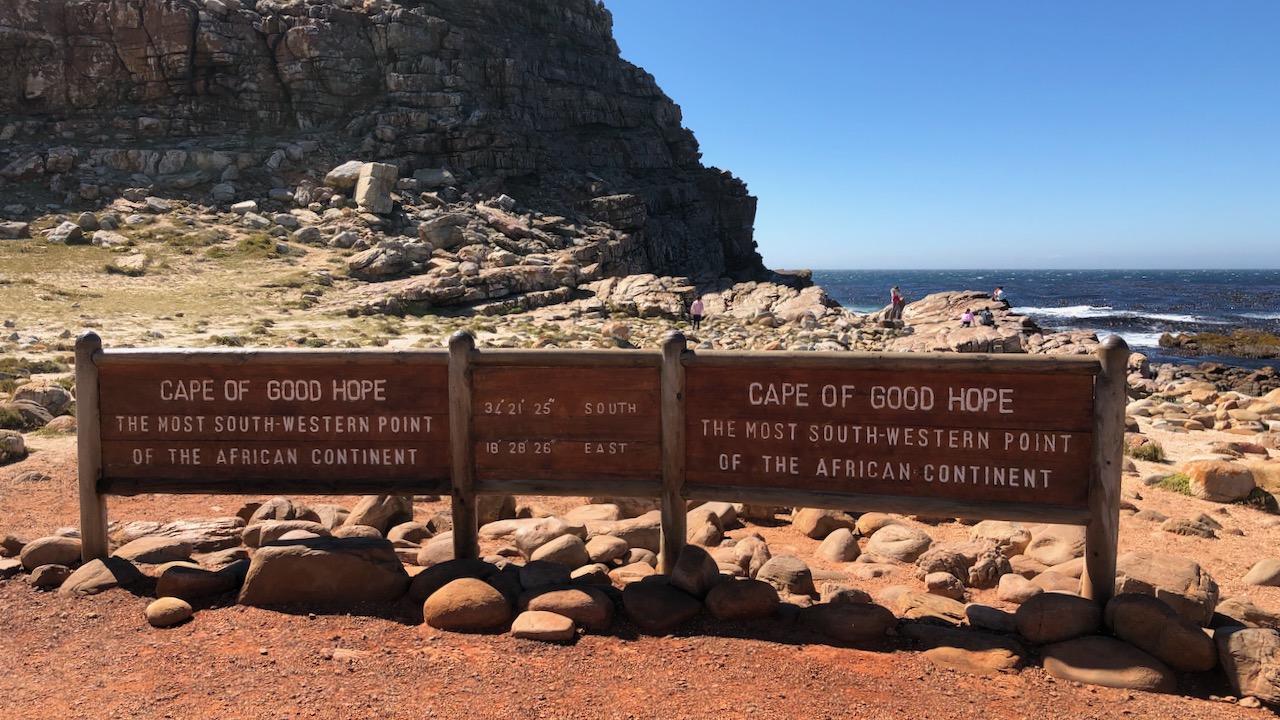 CAPE OF GOOD HOPE
THE MOST SOUTH-WESTERN POINT
OF THE AFRICAN CONTINENT
34° 21' 25" SOUTH
18° 28' 26" EAST
CAPE OF GOOD HOPE
THE MOST SOUTH-WESTERN POINT
OF THE AFRICAN CONTINENT